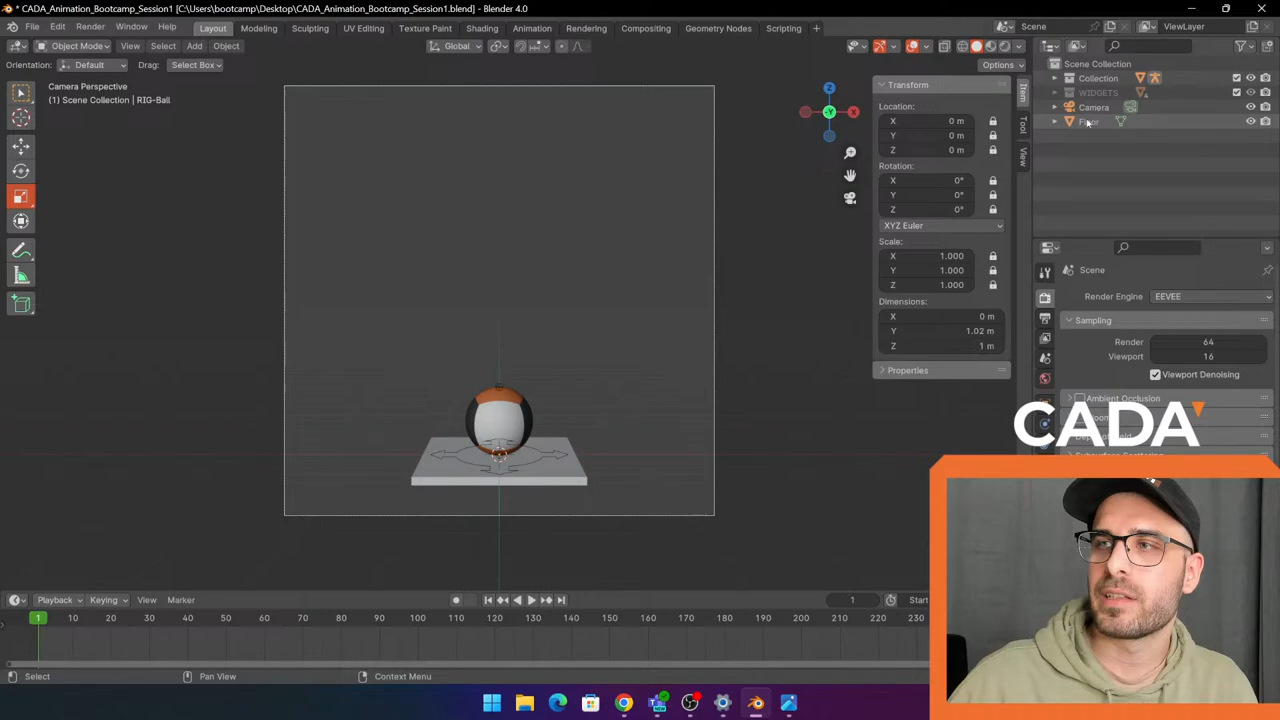 * CADA_Animation_Bootcamp_Session1 [C:\Users\bootcamp\Desktop\CADA_Animation_Bootcamp_Session1.blend] - Blender 4.0
File Edit Render Window Help Layout Modeling Sculpting UV Editing Texture Paint Shading Animation Rendering Compositing Geometry Nodes Scripting + Scene ViewLayer
Object Mode View Select Add Object Global
Orientation: Default Drag: Select Box Options
Camera Perspective
(1) Scene Collection | RIG-Ball
Z
X
-Y
Transform
Location:
X 0 m
Y 0 m
Z 0 m
Rotation:
X 0°
Y 0°
Z 0°
XYZ Euler
Scale:
X 1.000
Y 1.000
Z 1.000
Dimensions:
X 0 m
Y 1.02 m
Z 1 m
Properties
Item
Tool
View
Scene Collection
Collection
WIDGETS
Camera
Floor
Scene
Render Engine EEVEE
Sampling
Render 64
Viewport 16
Viewport Denoising
Ambient Occlusion
CADA
Playback Keying View Marker 1 Start
1 10 20 30 40 50 60 70 80 90 100 110 120 130 140 150 160 170 180 190 200 210 220 230
Select Pan View Context Menu